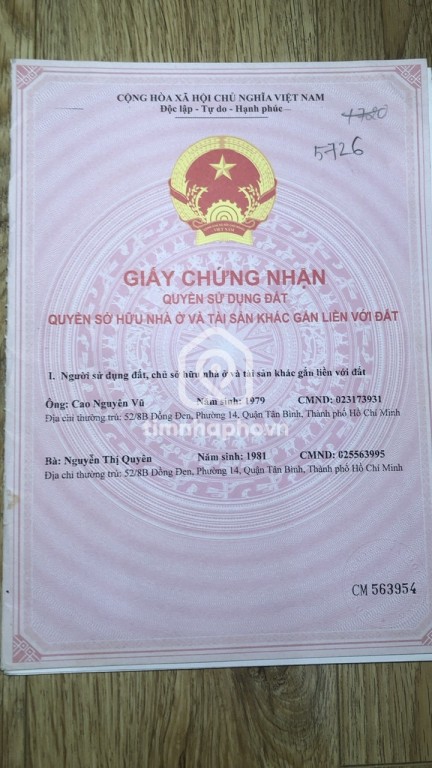 CỘNG HÒA XÃ HỘI CHỦ NGHĨA VIỆT NAM
Độc lập - Tự do - Hạnh phúc
4780
5726
VIỆT NAM
GIẤY CHỨNG NHẬN
QUYỀN SỬ DỤNG ĐẤT
QUYỀN SỞ HỮU NHÀ Ở VÀ TÀI SẢN KHÁC GẮN LIỀN VỚI ĐẤT
I. Người sử dụng đất, chủ sở hữu nhà ở và tài sản khác gắn liền với đất
Ông: Cao Nguyên Vũ Năm sinh: 1979 CMND: 023173931
Địa chỉ thường trú: 52/8B Đồng Đen, Phường 14, Quận Tân Bình, Thành phố Hồ Chí Minh
timnhapho.vn
Bà: Nguyễn Thị Quyên Năm sinh: 1981 CMND: 025563995
Địa chỉ thường trú: 52/8B Đồng Đen, Phường 14, Quận Tân Bình, Thành phố Hồ Chí Minh
CM 563954